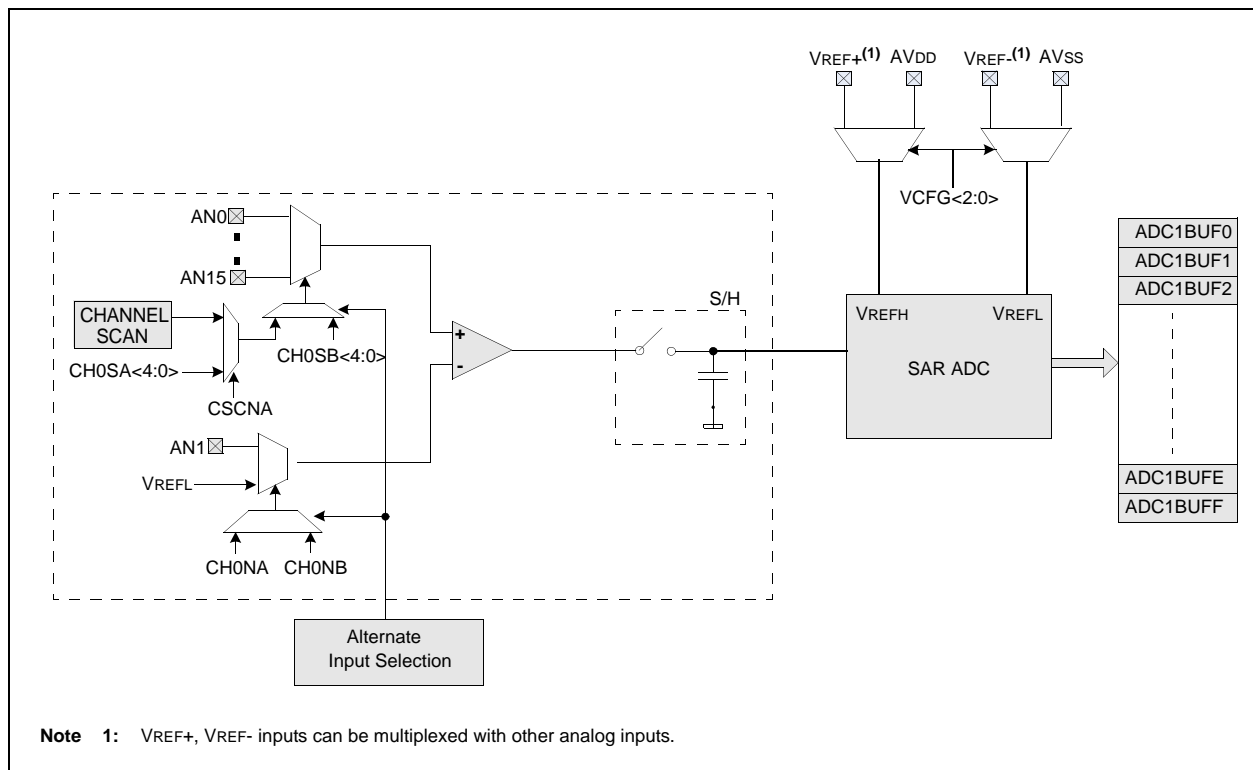 VREF+(1) AVDD VREF-(1) AVSS
VCFG<2:0>
AN0
AN15
CHANNEL
SCAN
CH0SA<4:0>
CSCNA
CH0SB<4:0>
+
-
AN1
VREFL
CH0NA CH0NB
Alternate
Input Selection
S/H
VREFH VREFL
SAR ADC
ADC1BUF0
ADC1BUF1
ADC1BUF2
ADC1BUFE
ADC1BUFF
Note 1: VREF+, VREF- inputs can be multiplexed with other analog inputs.